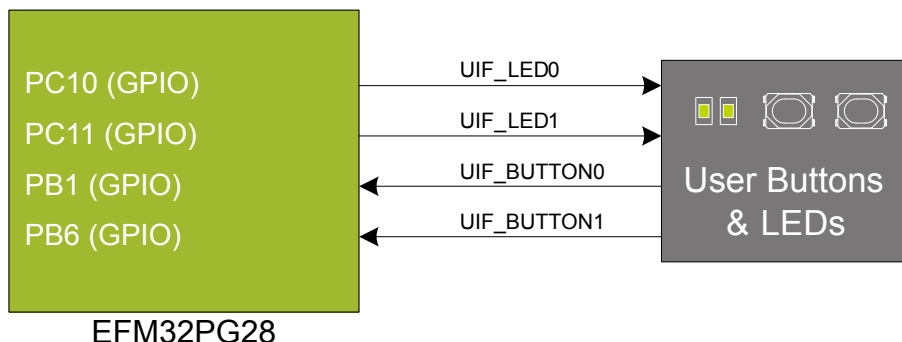 PC10 (GPIO)
PC11 (GPIO)
PB1 (GPIO)
PB6 (GPIO)
EFM32PG28
UIF_LED0
UIF_LED1
UIF_BUTTON0
UIF_BUTTON1
User Buttons
& LEDs